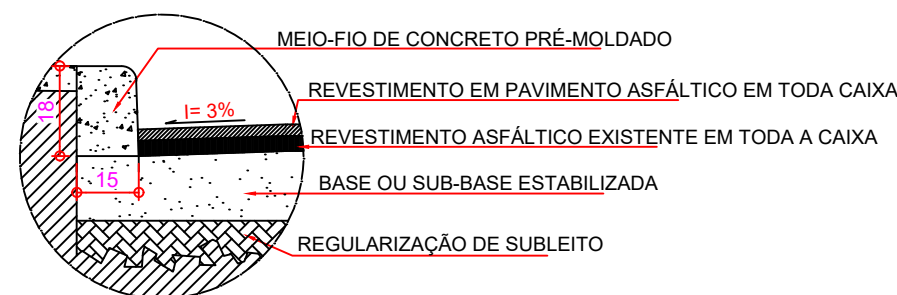 MEIO-FIO DE CONCRETO PRÉ-MOLDADO
REVESTIMENTO EM PAVIMENTO ASFÁLTICO EM TODA CAIXA
I= 3%
18
REVESTIMENTO ASFÁLTICO EXISTENTE EM TODA A CAIXA
15
BASE OU SUB-BASE ESTABILIZADA
REGULARIZAÇÃO DE SUBLEITO